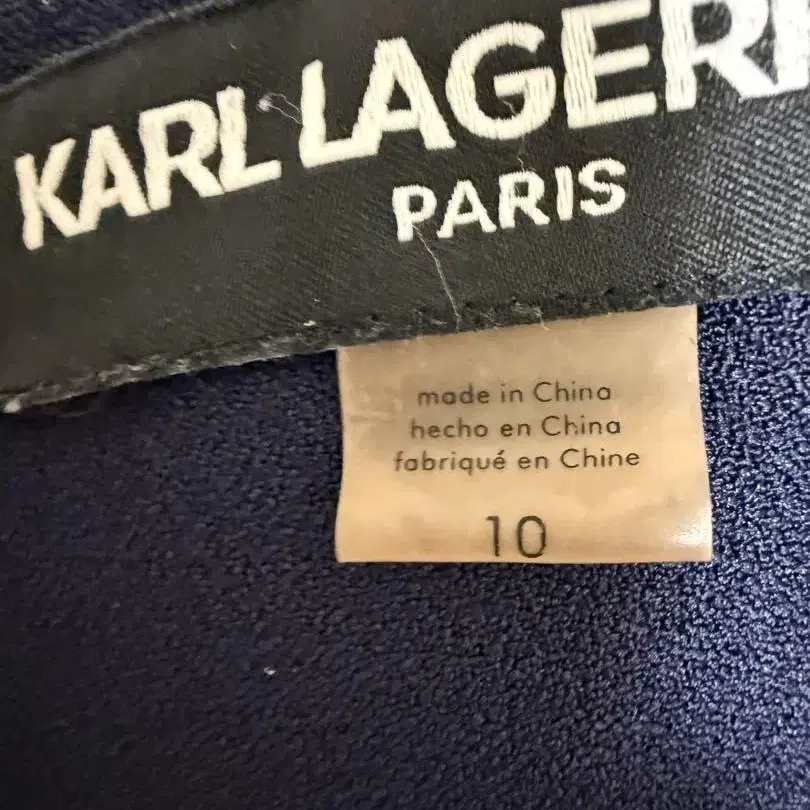 KARL LAGER
PARIS
made in China
hecho en China
fabriqué en Chine
10